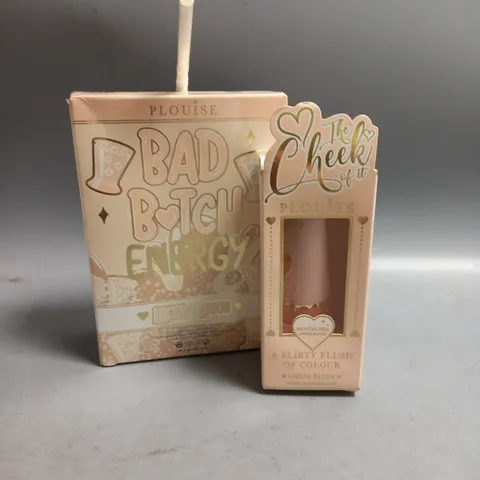 PLOUISE
BAD
B♥TCH
ENERGY
The
Cheek
of it
PLOUISE
A FLIRTY FLUSH
OF COLOUR